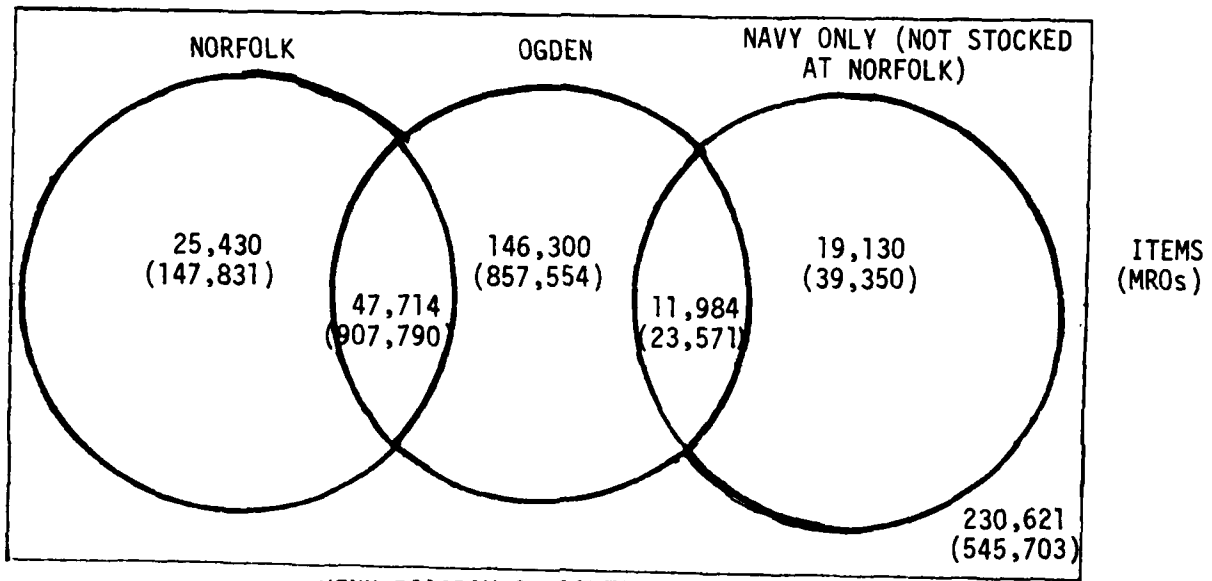 NORFOLK
OGDEN
NAVY ONLY (NOT STOCKED
AT NORFOLK)
25,430
(147,831)
47,714
(907,790)
146,300
(857,554)
11,984
(23,571)
19,130
(39,350)
ITEMS
(MROs)
230,621
(545,703)